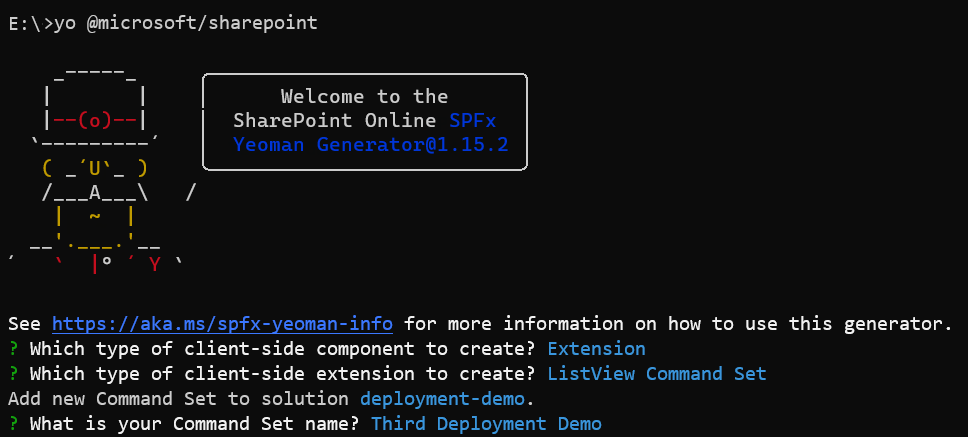 E:\>yo @microsoft/sharepoint
_-----_
|       |
|--(o)--|
Welcome to the
SharePoint Online SPFx
Yeoman Generator@1.15.2
`---------´
( _´U`_ )
/___A___\   /
|  ~  |
__'.___.'__
´   `  |° ´ Y `
See https://aka.ms/spfx-yeoman-info for more information on how to use this generator.
? Which type of client-side component to create? Extension
? Which type of client-side extension to create? ListView Command Set
Add new Command Set to solution deployment-demo.
? What is your Command Set name? Third Deployment Demo